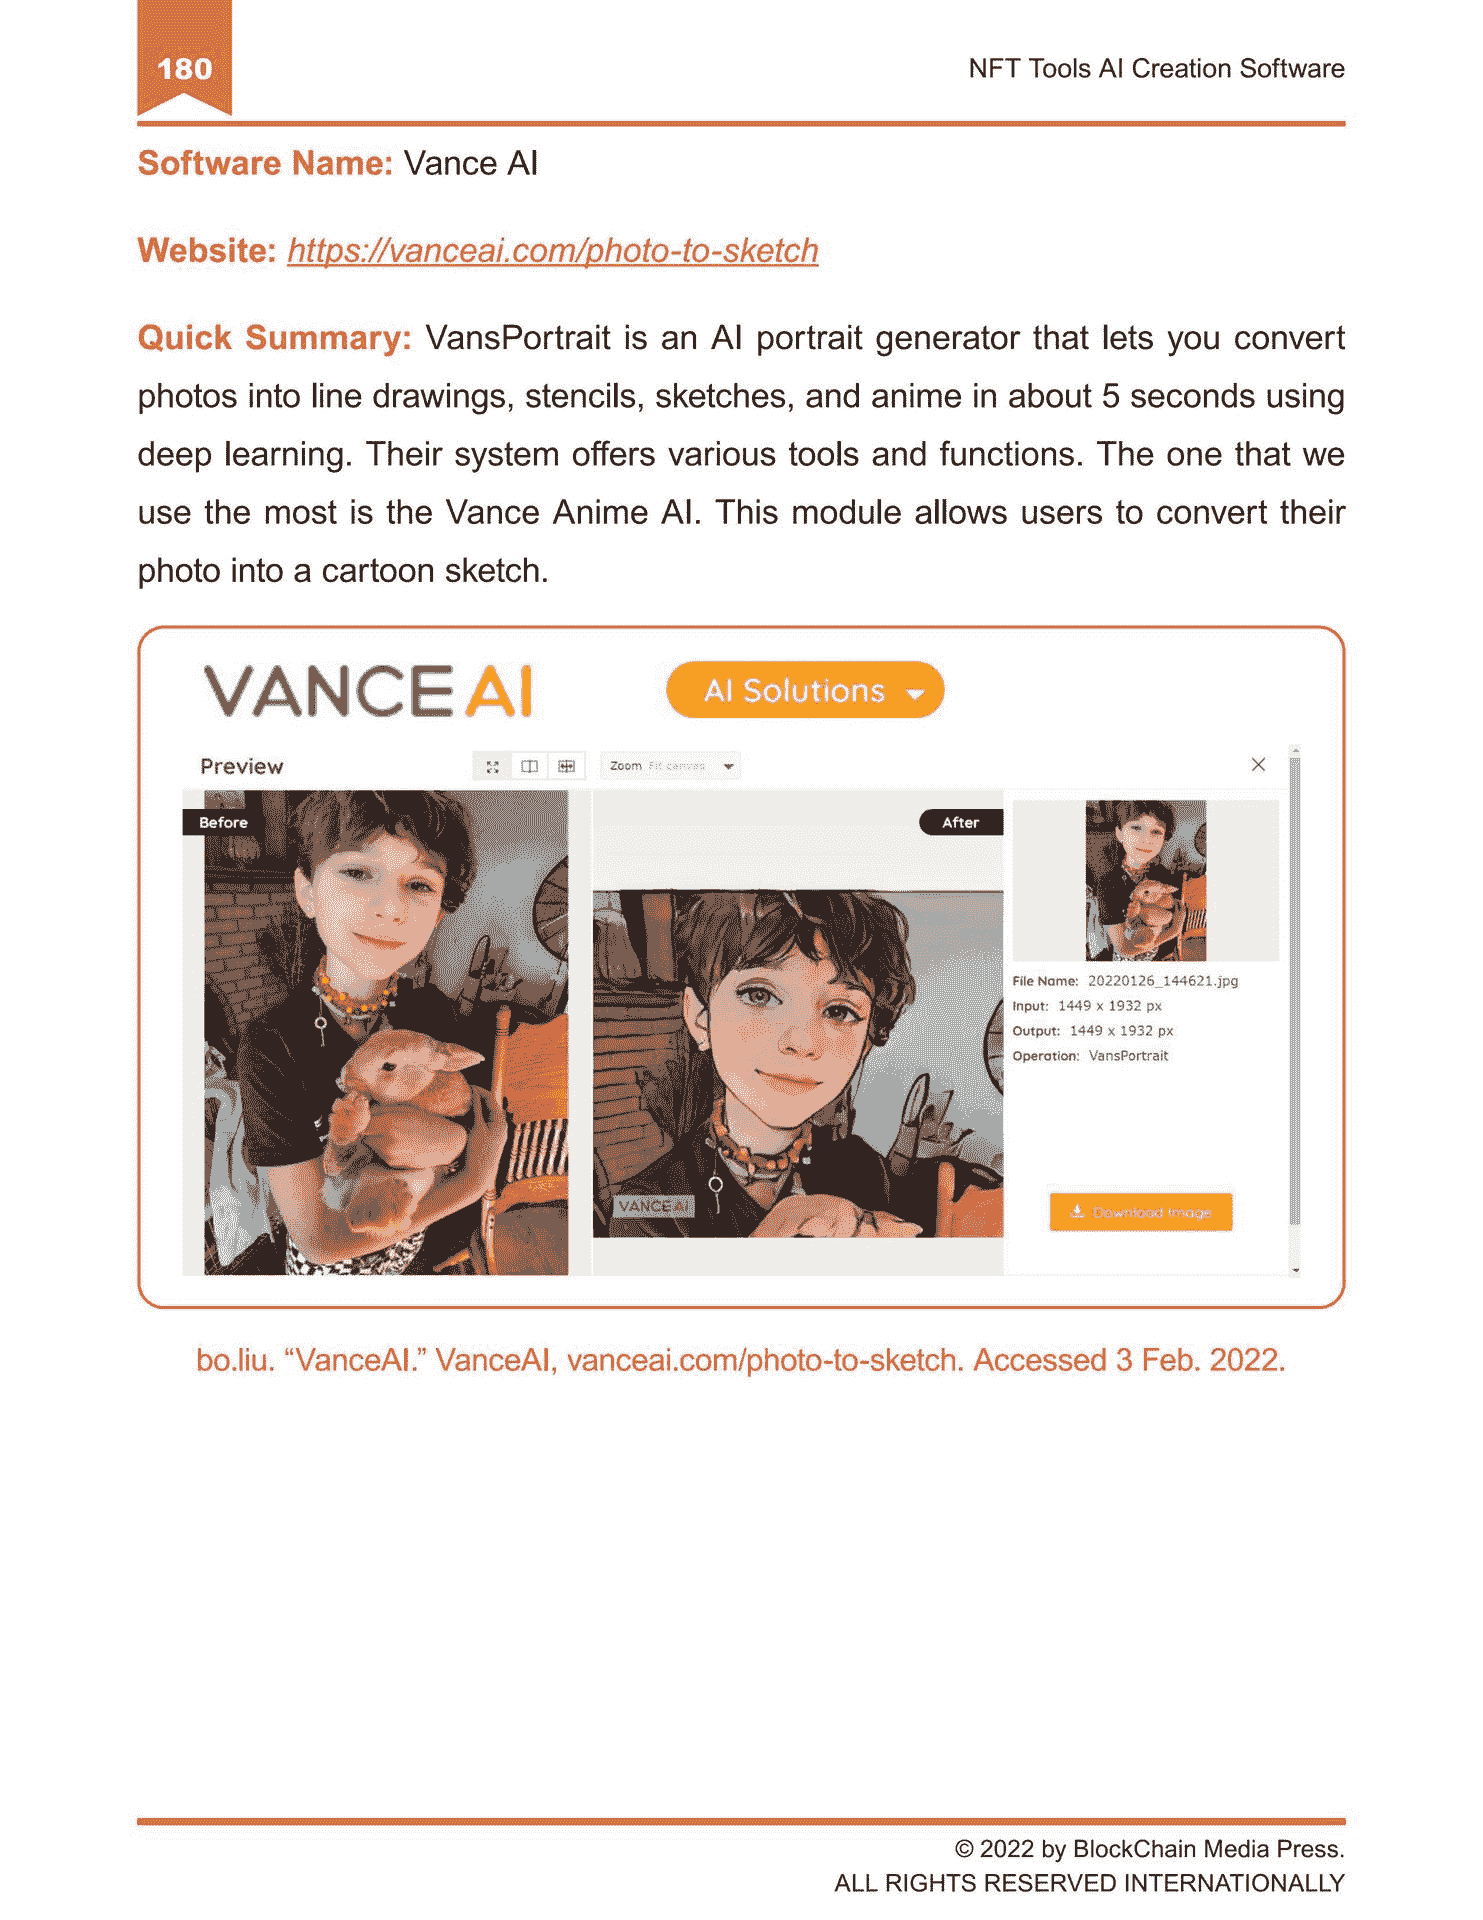 180
NFT Tools AI Creation Software
Software Name: Vance AI
Website: https://vanceai.com/photo-to-sketch
Quick Summary: VansPortrait is an AI portrait generator that lets you convert
photos into line drawings, stencils, sketches, and anime in about 5 seconds using
deep learning. Their system offers various tools and functions. The one that we
use the most is the Vance Anime AI. This module allows users to convert their
photo into a cartoon sketch.
VANCE AI
AI Solutions
Preview
Zoom Fit canvas
Before
After
File Name: 20220126_144621.jpg
Input: 1449 x 1932 px
Output: 1449 x 1932 px
Operation: VansPortrait
VANCE AI
Download Image
bo.liu. “VanceAI.” VanceAI, vanceai.com/photo-to-sketch. Accessed 3 Feb. 2022.
© 2022 by BlockChain Media Press.
ALL RIGHTS RESERVED INTERNATIONALLY